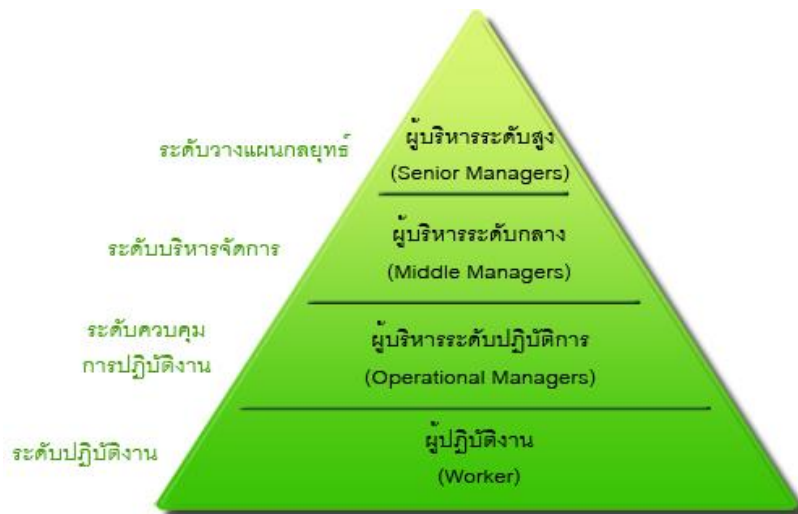 ระดับวางแผนกลยุทธ์
ผู้บริหารระดับสูง
(Senior Managers)
ระดับบริหารจัดการ
ผู้บริหารระดับกลาง
(Middle Managers)
ระดับควบคุม
การปฏิบัติงาน
ผู้บริหารระดับปฏิบัติการ
(Operational Managers)
ระดับปฏิบัติงาน
ผู้ปฏิบัติงาน
(Worker)